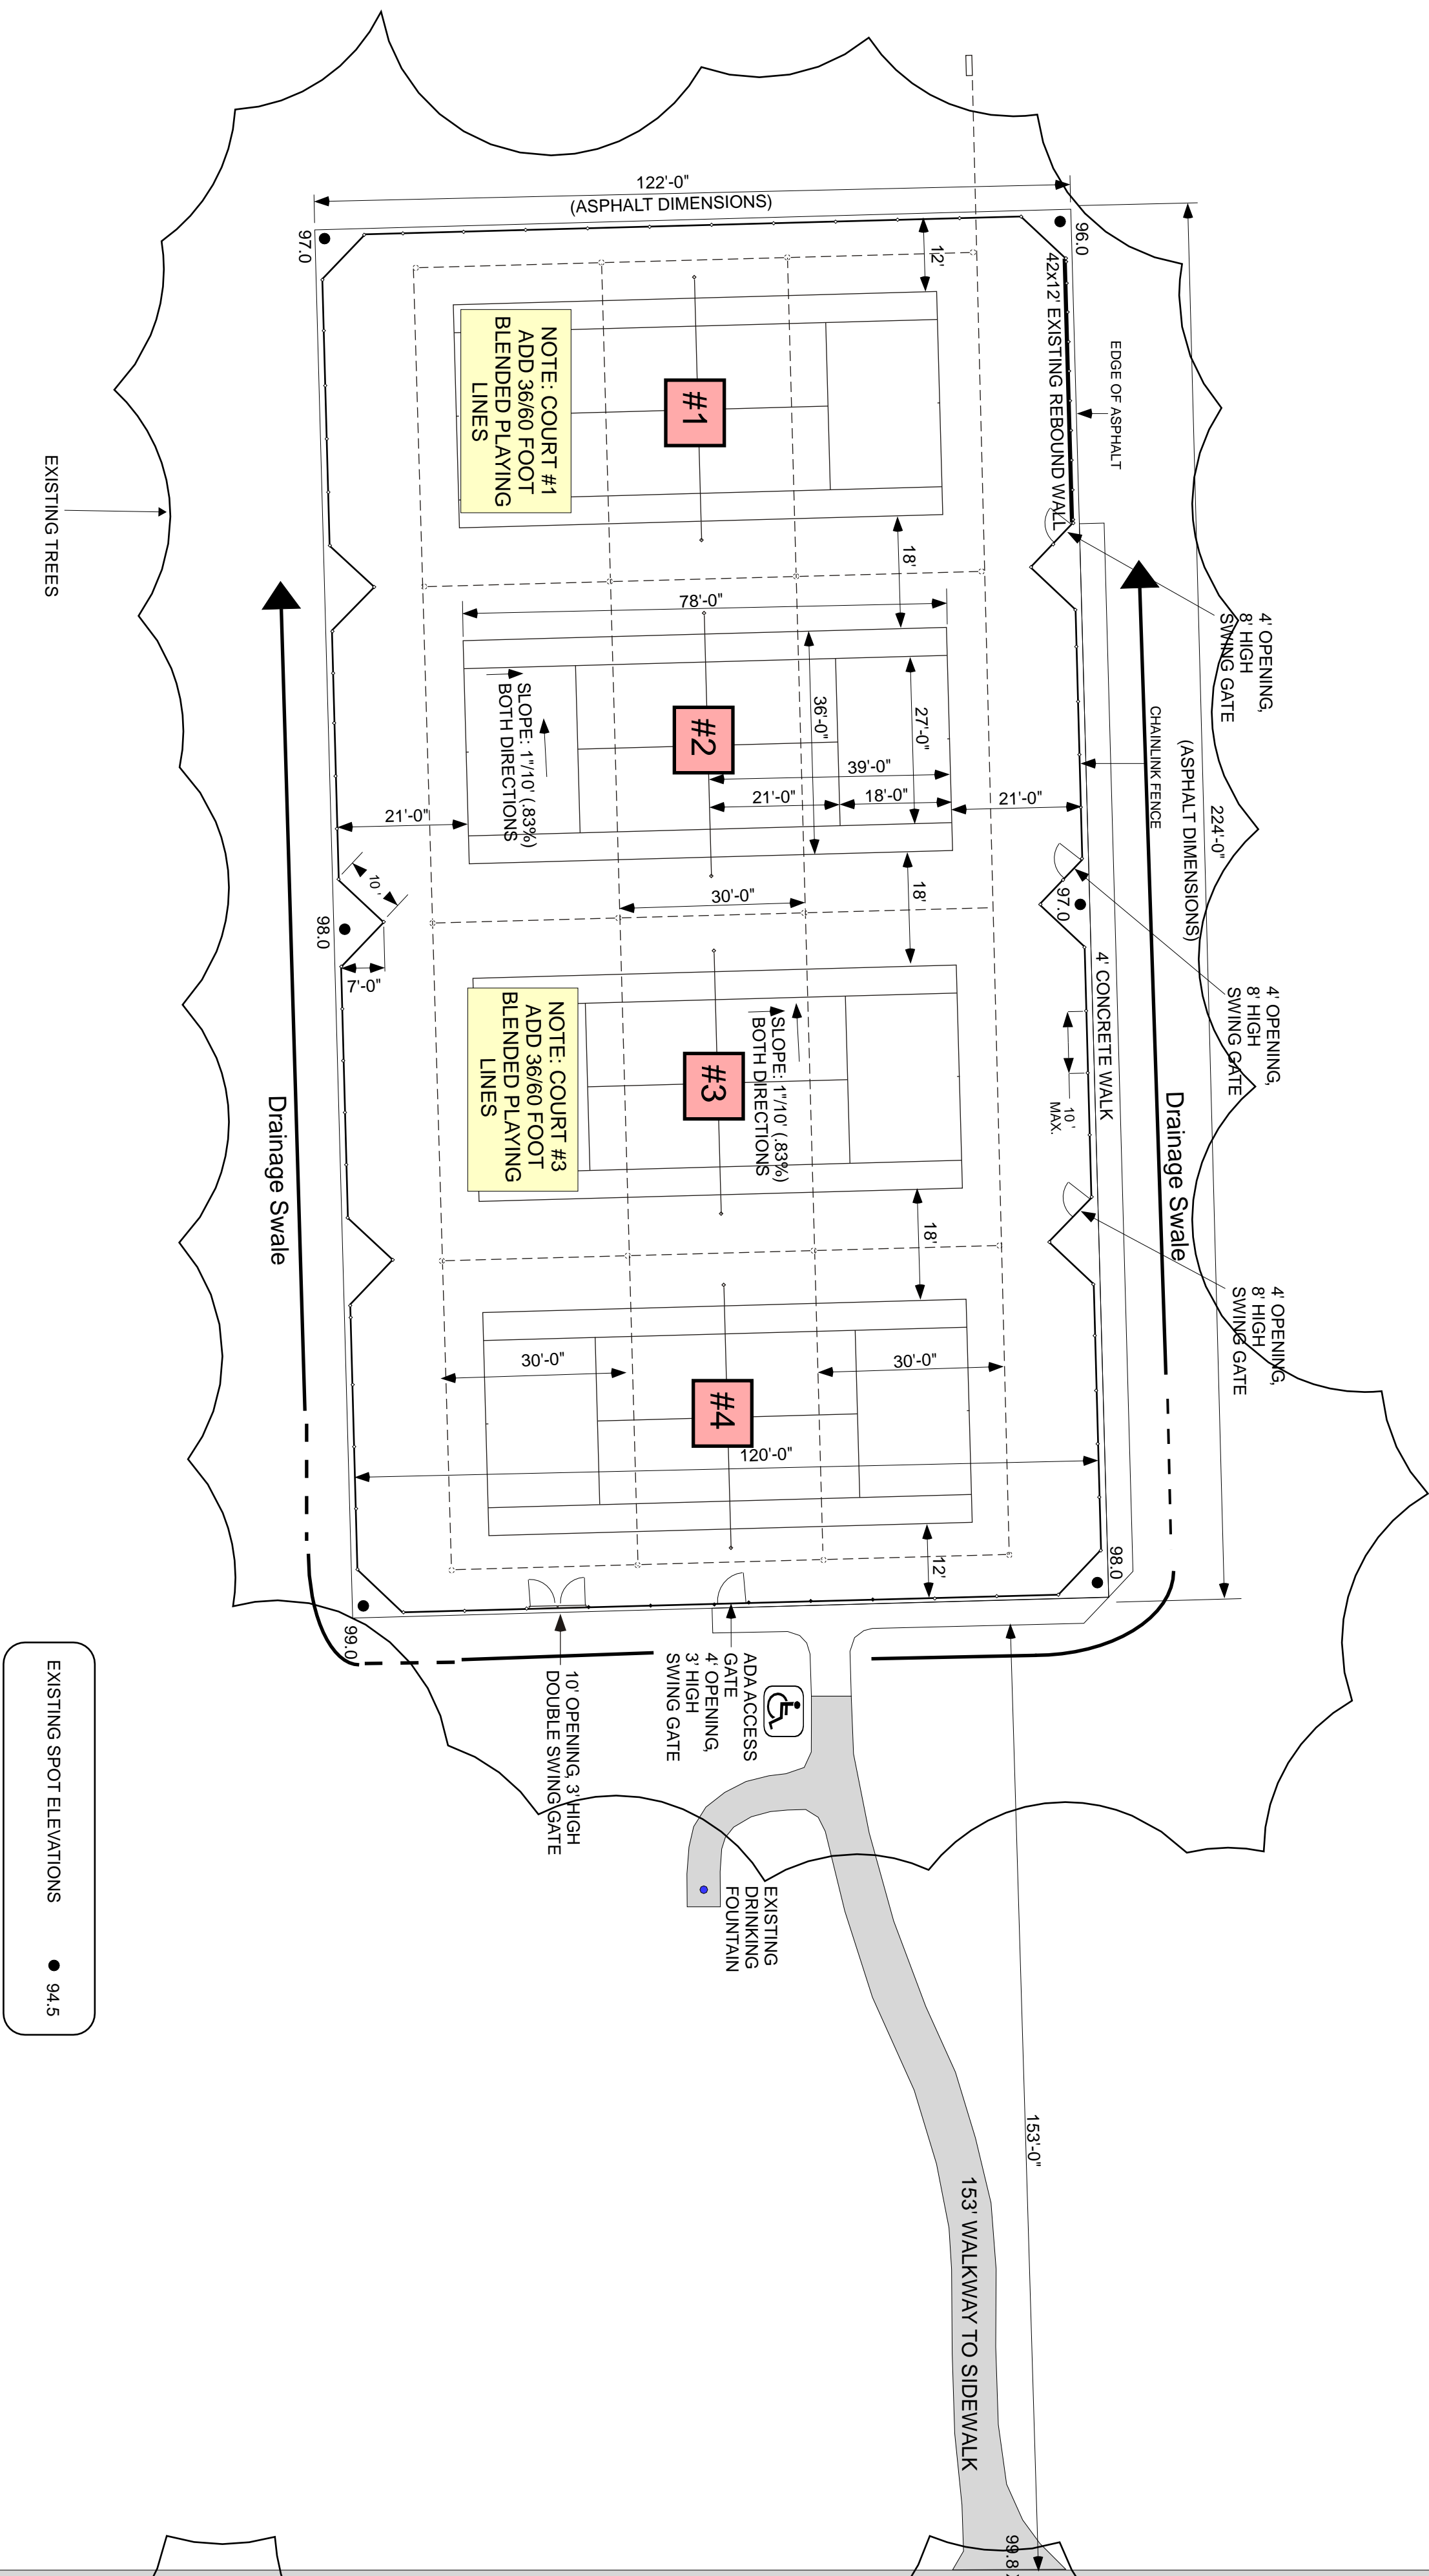 122'-0"
(ASPHALT DIMENSIONS)
97.0
96.0
12'
42x12' EXISTING REBOUND WALL
EDGE OF ASPHALT
NOTE: COURT #1
ADD 36/60 FOOT
BLENDED PLAYING
LINES
#1
EXISTING TREES
18'
78'-0"
4' OPENING,
8' HIGH
SWING GATE
SLOPE: 1"/10' (.83%)
BOTH DIRECTIONS
#2
36'-0"
27'-0"
39'-0"
21'-0"
18'-0"
21'-0"
21'-0"
CHAINLINK FENCE
(ASPHALT DIMENSIONS)
224'-0"
10 '
98.0
7'-0"
30'-0"
18'
97.0
4' OPENING,
8' HIGH
SWING GATE
4' CONCRETE WALK
NOTE: COURT #3
ADD 36/60 FOOT
BLENDED PLAYING
LINES
#3
SLOPE: 1"/10' (.83%)
BOTH DIRECTIONS
10 '
MAX.
Drainage Swale
Drainage Swale
18'
4' OPENING,
8' HIGH
SWING GATE
30'-0"
30'-0"
#4
120'-0"
12'
98.0
99.0
10' OPENING, 3' HIGH
DOUBLE SWING GATE
ADA ACCESS
GATE
4' OPENING,
3' HIGH
SWING GATE
EXISTING
DRINKING
FOUNTAIN
153'-0"
153' WALKWAY TO SIDEWALK
EXISTING SPOT ELEVATIONS 94.5